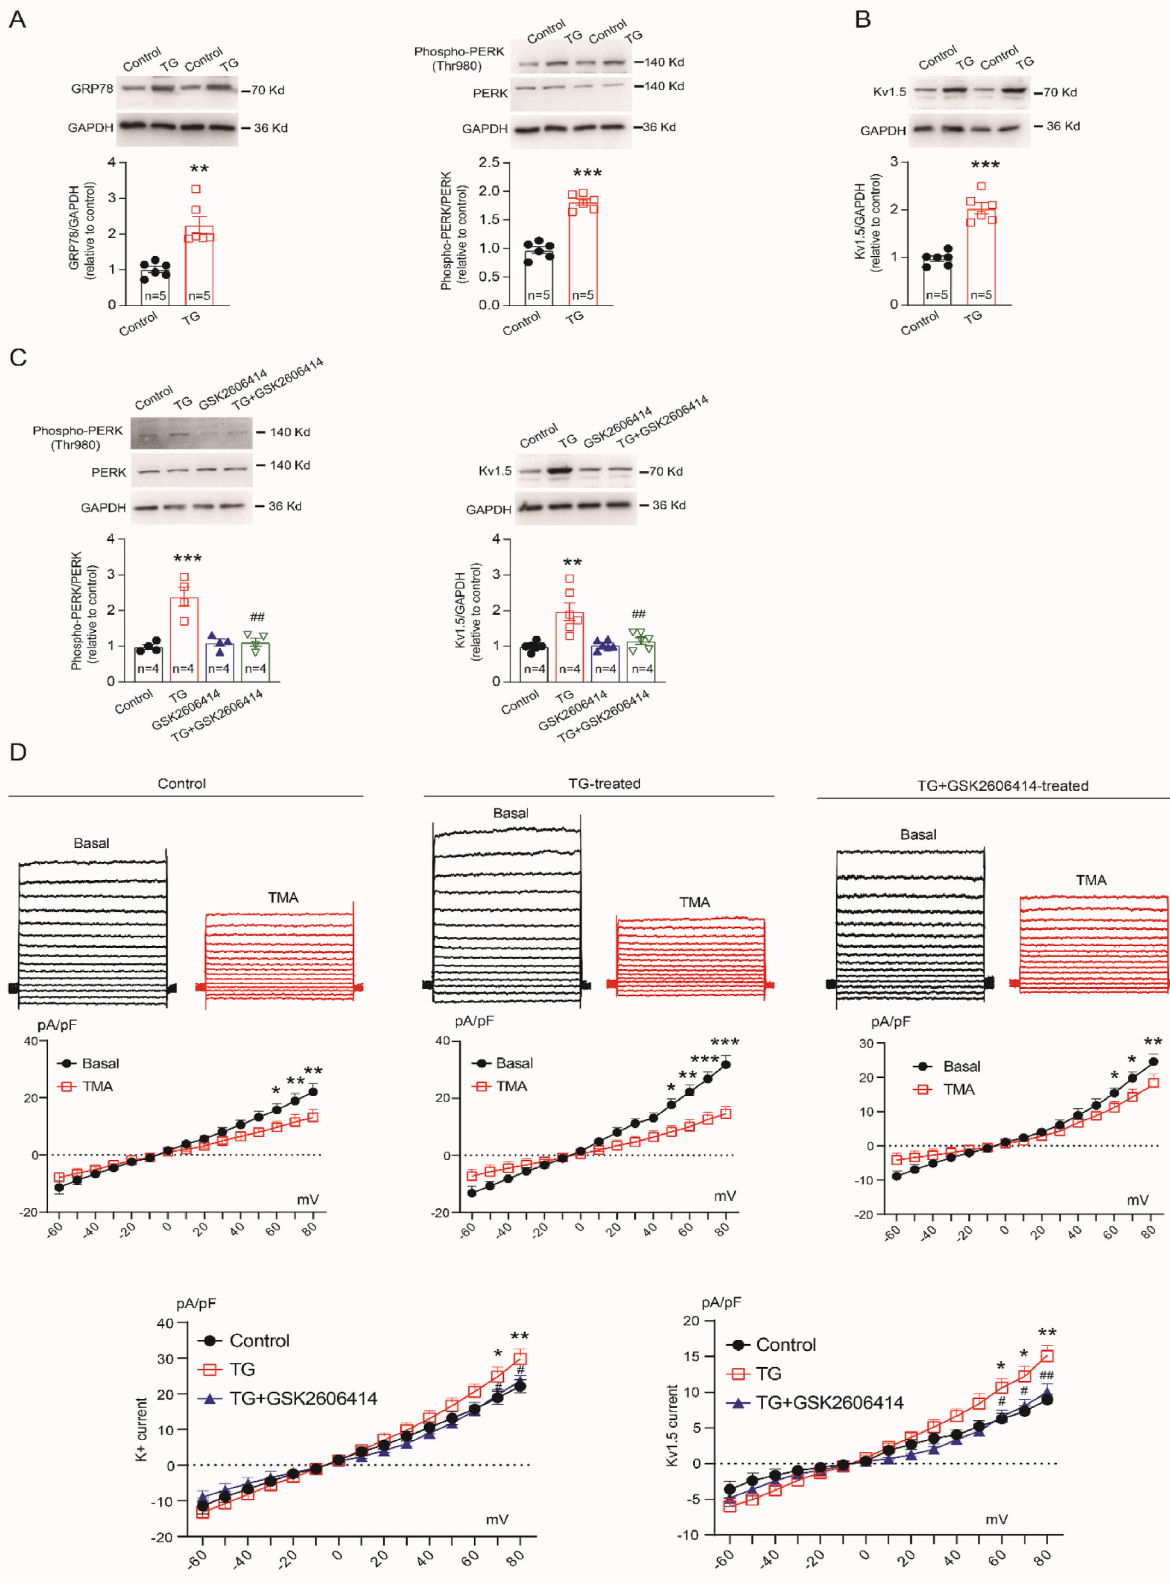 A
B
Control TG Control TG
GRP78
70 Kd
GAPDH
36 Kd
4
3
2
1
0
GRP78/GAPDH
(relative to control)
**
n=5
n=5
Control
TG
Control TG Control TG
Phospho-PERK
(Thr980)
140 Kd
PERK
140 Kd
GAPDH
36 Kd
2.5
2.0
1.5
1.0
0.5
0.0
Phospho-PERK/PERK
(relative to control)
***
n=5
n=5
Control
TG
Control TG Control TG
Kv1.5
70 Kd
GAPDH
36 Kd
3
2
1
0
Kv1.5/GAPDH
(relative to control)
***
n=5
n=5
Control
TG
C
Control TG GSK2606414 TG+GSK2606414
Phospho-PERK
(Thr980)
140 Kd
PERK
140 Kd
GAPDH
36 Kd
4
3
2
1
0
Phospho-PERK/PERK
(relative to control)
***
##
n=4
n=4
n=4
n=4
Control
TG
GSK2606414
TG+GSK2606414
Control TG GSK2606414 TG+GSK2606414
Kv1.5
70 Kd
GAPDH
36 Kd
4
3
2
1
0
Kv1.5/GAPDH
(relative to control)
**
##
n=4
n=4
n=4
n=4
Control
TG
GSK2606414
TG+GSK2606414
D
Control
TG-treated
TG+GSK2606414-treated
Basal
TMA
Basal
TMA
Basal
TMA
pA/pF
40
20
0
-20
Basal
TMA
* ** **
mV
-60 -40 -20 0 20 40 60 80
pA/pF
40
20
0
-20
Basal
TMA
* ** *** ***
mV
-60 -40 -20 0 20 40 60 80
pA/pF
30
20
10
0
-10
-20
Basal
TMA
* * **
mV
-60 -40 -20 0 20 40 60 80
pA/pF
40
30
20
10
0
-10
-20
K+ current
Control
TG
TG+GSK2606414
* **
# #
mV
-60 -40 -20 0 20 40 60 80
pA/pF
20
15
10
5
0
-5
-10
Kv1.5 current
Control
TG
TG+GSK2606414
* * **
# # ##
mV
-60 -40 -20 0 20 40 60 80